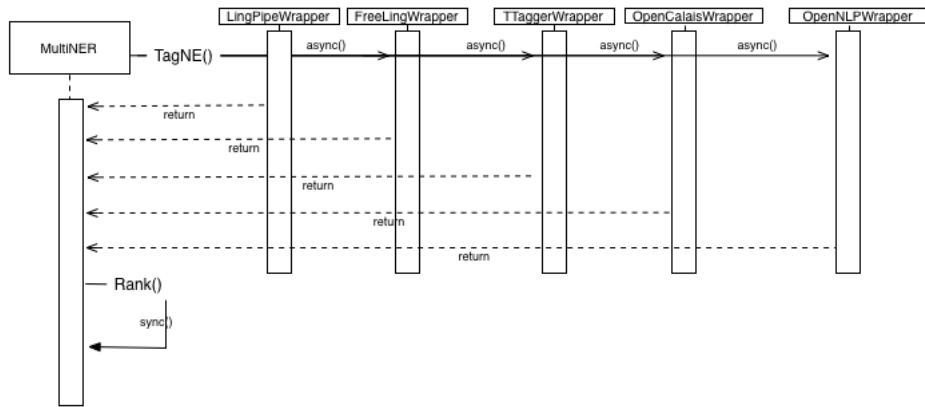 LingPipeWrapper
FreeLingWrapper
TTaggerWrapper
OpenCalaisWrapper
OpenNLPWrapper
MultiNER
TagNE()
async()
async()
async()
async()
return
return
return
return
return
Rank()
sync()